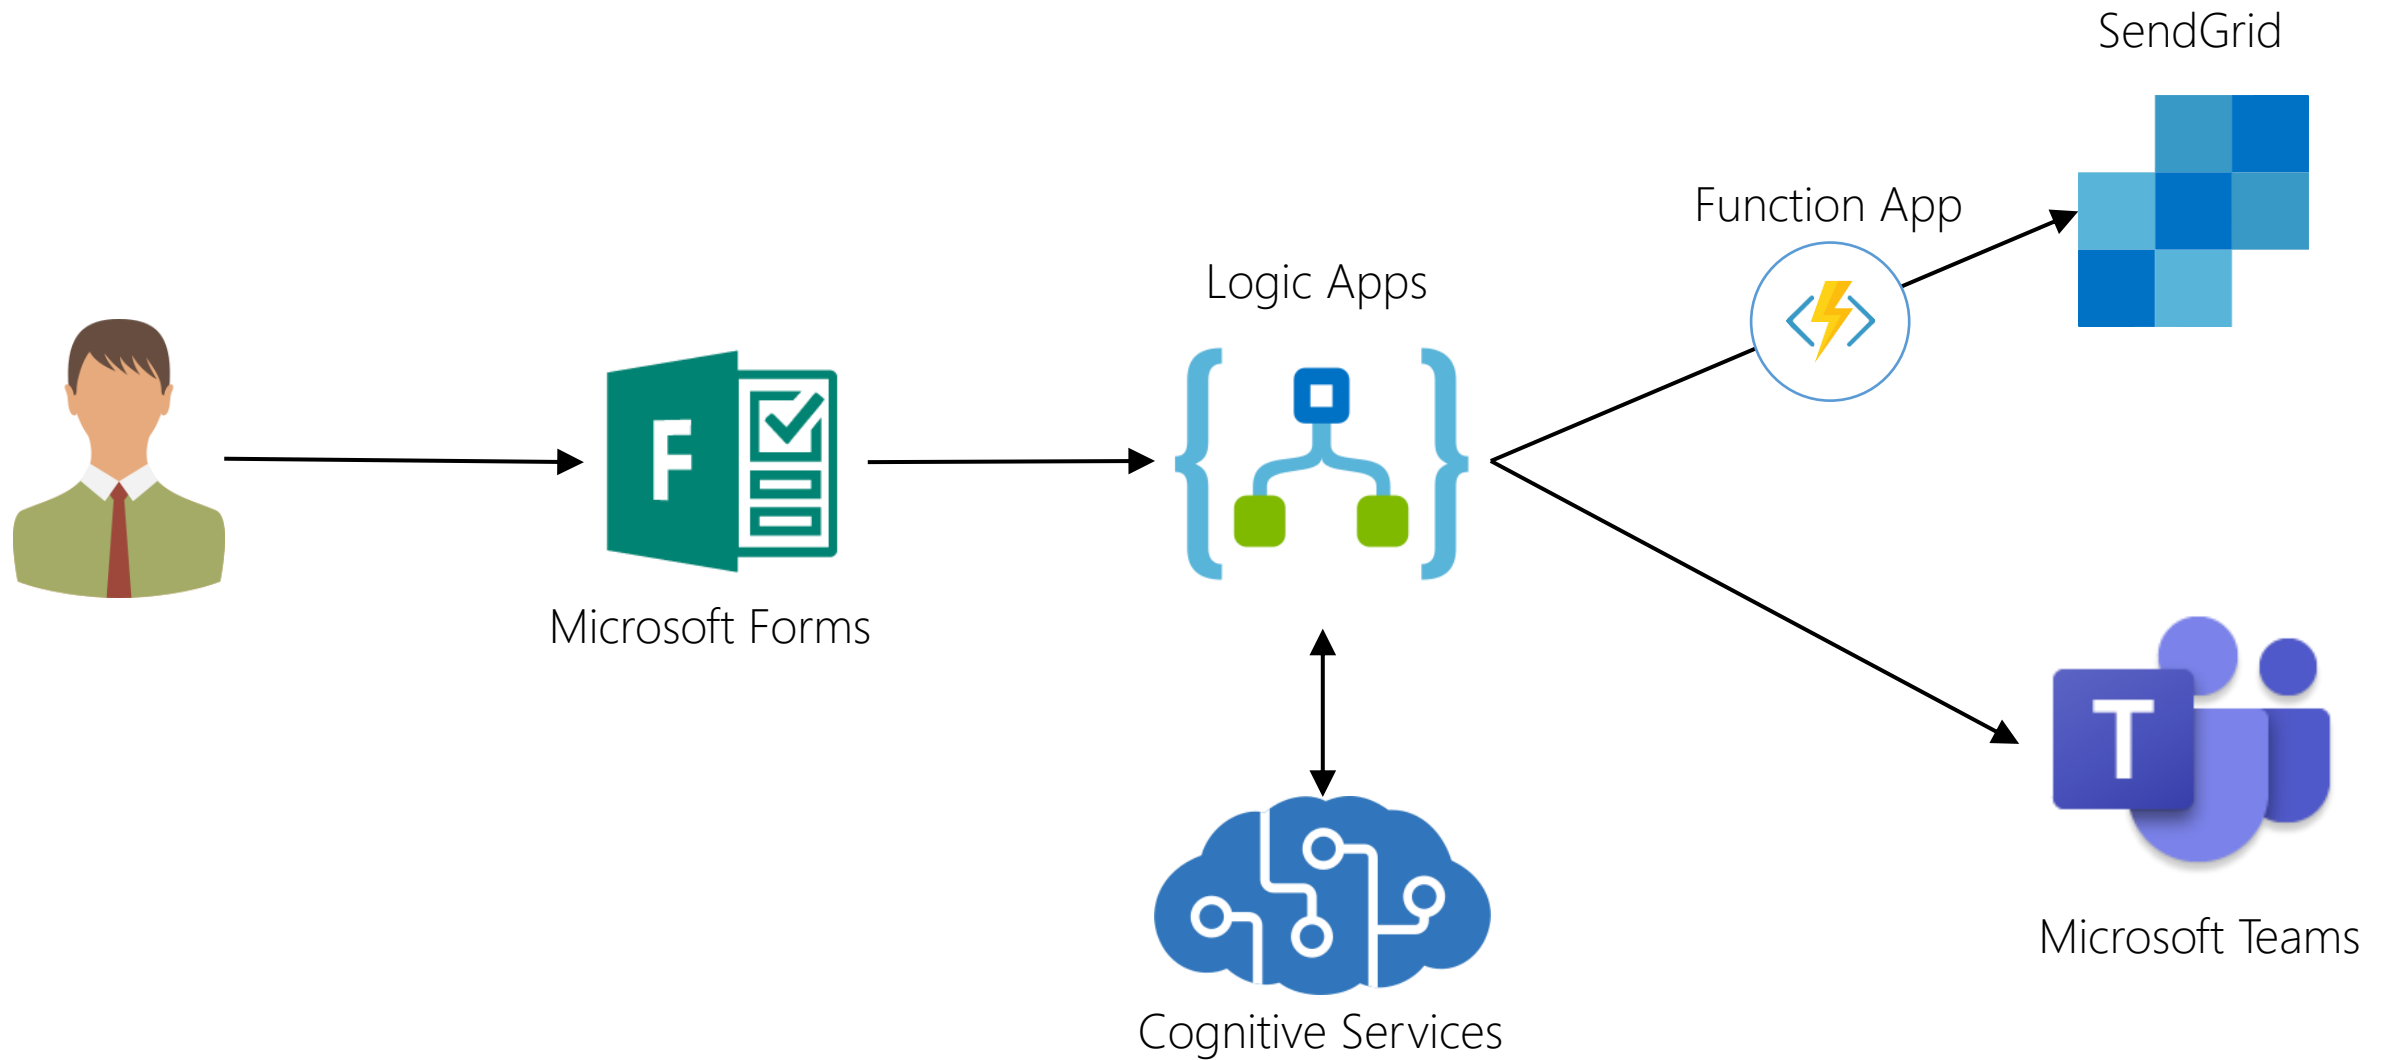 SendGrid
Function App
Logic Apps
F
Microsoft Forms
T
Microsoft Teams
Cognitive Services